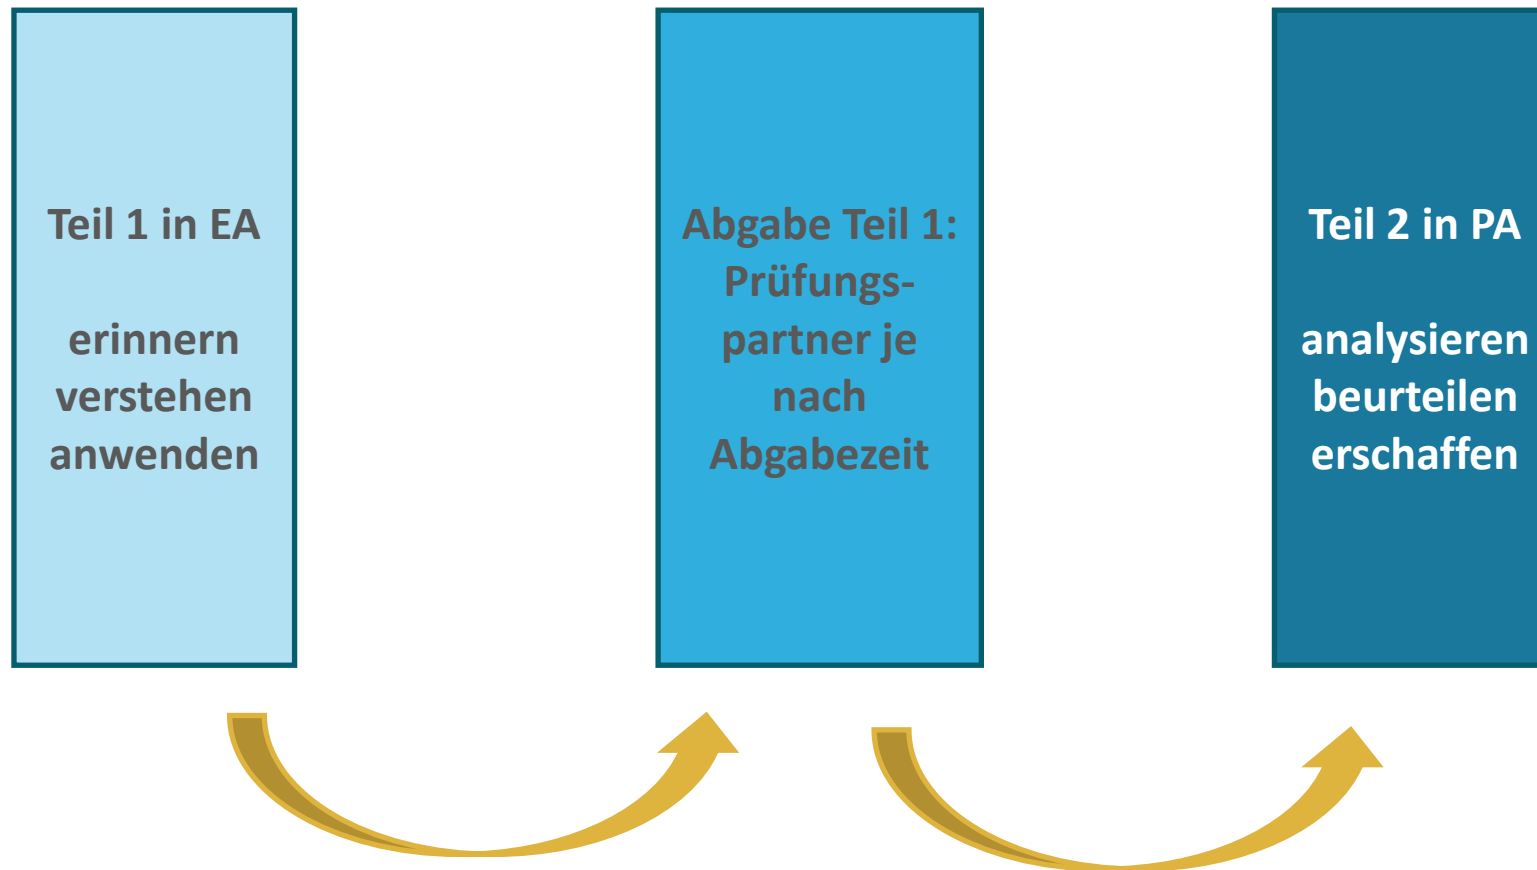 Teil 1 in EA
erinnern
verstehen
anwenden
Abgabe Teil 1:
Prüfungs-
partner je
nach
Abgabezeit
Teil 2 in PA
analysieren
beurteilen
erschaffen